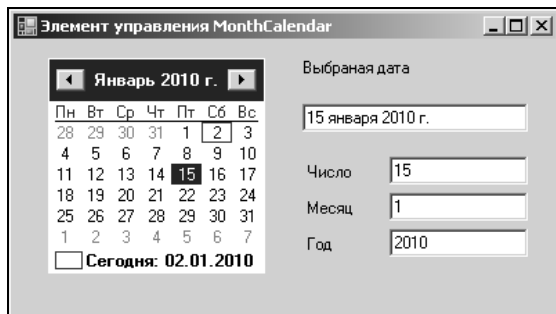 Элемент управления MonthCalendar
Январь 2010 г.
Пн Вт Ср Чт Пт Сб Вс
28 29 30 31 1 2 3
4 5 6 7 8 9 10
11 12 13 14 15 16 17
18 19 20 21 22 23 24
25 26 27 28 29 30 31
1 2 3 4 5 6 7
Сегодня: 02.01.2010
Выбраная дата
15 января 2010 г.
Число 15
Месяц 1
Год 2010